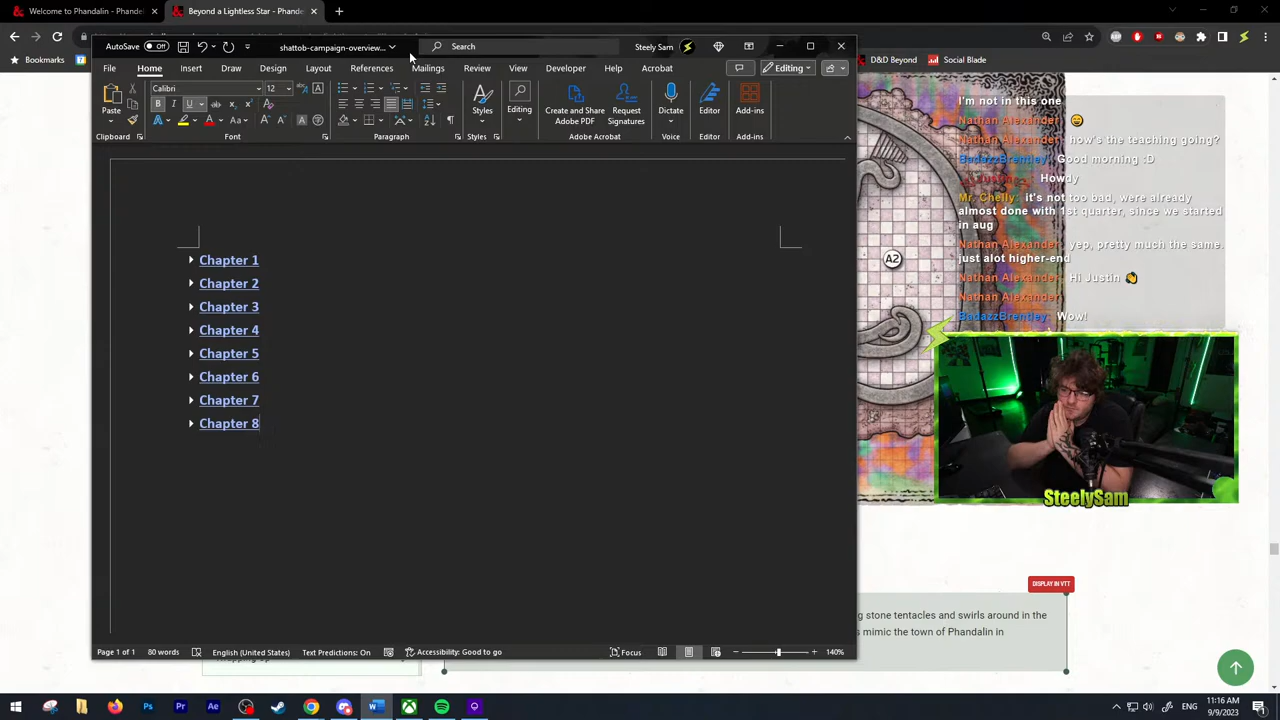 Welcome to Phandalin - Phandel
Beyond a Lightless Star - Phande
AutoSave
Off
shattob-campaign-overview...
Search
Steely Sam
Bookmarks
D&D Beyond
Social Blade
File
Home
Insert
Draw
Design
Layout
References
Mailings
Review
View
Developer
Help
Acrobat
Editing
Paste
Calibri
12
Styles
Editing
Create and Share
Adobe PDF
Request
Signatures
Dictate
Editor
Add-ins
Clipboard
Font
Paragraph
Styles
Adobe Acrobat
Voice
Editor
Add-ins
Chapter 1
Chapter 2
Chapter 3
Chapter 4
Chapter 5
Chapter 6
Chapter 7
Chapter 8
A2
I'm not in this one
Nathan Alexander:
Nathan Alexander: how's the teaching going?
BadazzBrentley: Good morning :D
Justin : Howdy
Mr. Chelly: it's not too bad, were already
almost done with 1st quarter, since we started
in aug
Nathan Alexander: yep, pretty much the same.
just alot higher-end
Nathan Alexander: Hi Justin
Nathan Alexander:
BadazzBrentley: Wow!
SteelySam
DISPLAY IN VTT
g stone tentacles and swirls around in the
s mimic the town of Phandalin in
Page 1 of 1
80 words
English (United States)
Text Predictions: On
Accessibility: Good to go
Focus
140%
Wrapping Up
11:16 AM
9/9/2023